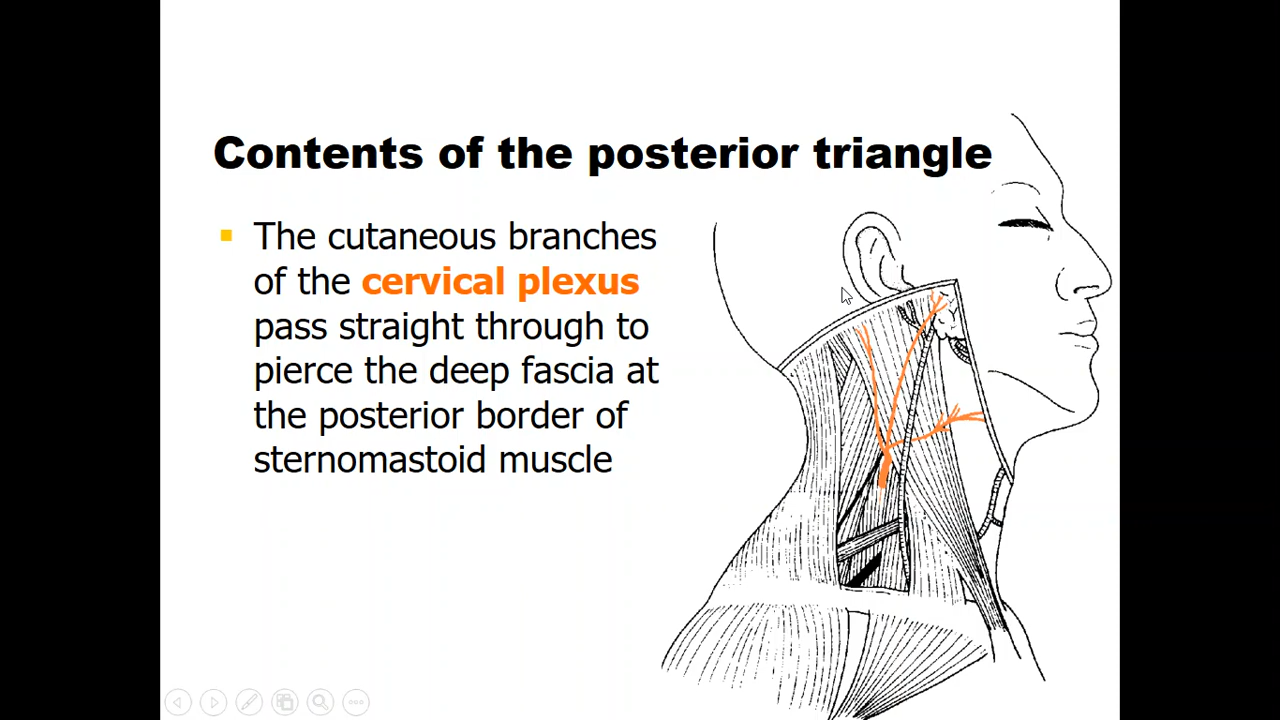 Contents of the posterior triangle
The cutaneous branches
of the cervical plexus
pass straight through to
pierce the deep fascia at
the posterior border of
sternomastoid muscle